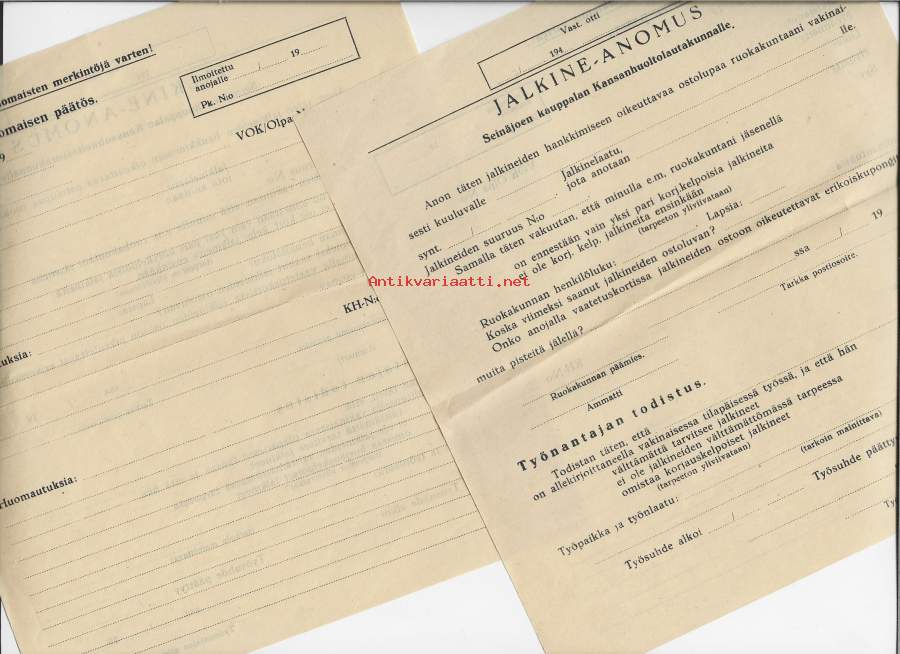 omaisten merkintöjä varten!
omaisen päätös.
Ilmoitettu
anojalle / 19
Pk. N:o
VOK/Olpa
KH-N:o
Huomautuksia:
Vast. otti
/ 194
JALKINE-ANOMUS
Seinäjoen kauppalan Kansanhuoltolautakunnalle.
Anon täten jalkineiden hankkimiseen oikeuttavaa ostolupaa ruokakuntaani vakinai-
sesti kuuluvalle lle.
Jalkinelaatu,
synt. / jota anotaan
Jalkineiden suuruus N:o
Samalla täten vakuutan, että minulla e.m. ruokakuntani jäsenellä
on ennestään vain yksi pari korj.kelpoisia jalkineita
ei ole korj. kelp. jalkineita ensinkään
(tarpeeton yliviivataan)
Ruokakunnan henkilöluku: Lapsia:
Koska viimeksi saanut jalkineiden ostoluvan?
Onko anojalla vaatetuskortissa jalkineiden ostoon oikeutettavat erikoiskupongit
muita pisteitä jälellä?
ssa / 19
Tarkka postiosoite.
Ruokakunnan päämies.
Ammatti
Työnantajan todistus.
Todistan täten, että
on allekirjoittaneella vakinaisessa tilapäisessä työssä, ja että hän
välttämättä tarvitsee jalkineet
ei ole jalkineiden välttämättömässä tarpeessa
omistaa korjauskelpoiset jalkineet
(tarpeeton yliviivataan)
Työpaikka ja työnlaatu: (tarkoin mainittava)
Työsuhde alkoi / Työsuhde päätty
Antikvariaatti.net